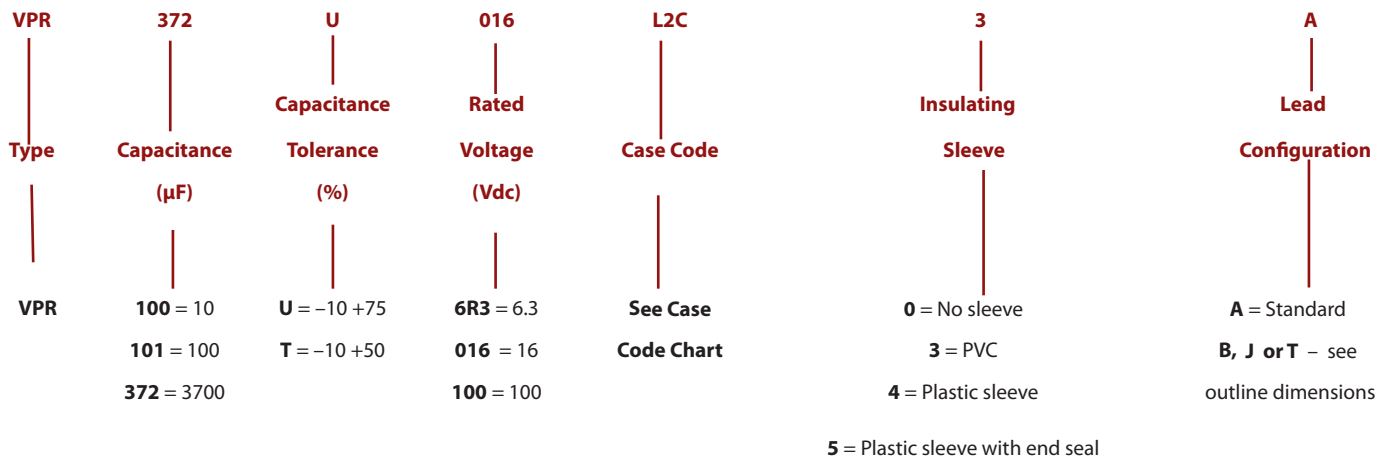 VPR 372 U 016 L2C 3 A
Capacitance Rated Insulating Lead
Type Capacitance Tolerance Voltage Case Code Sleeve Configuration
(µF) (%) (Vdc)
VPR 100 = 10 U = –10 +75 6R3 = 6.3 See Case 0 = No sleeve A = Standard
101 = 100 T = –10 +50 016 = 16 Code Chart 3 = PVC B, J or T – see
372 = 3700 100 = 100 4 = Plastic sleeve outline dimensions
5 = Plastic sleeve with end seal